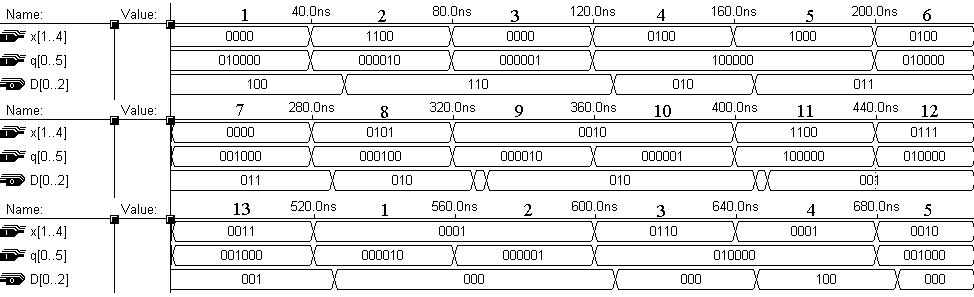 Name: Value: 1 40.0ns 2 80.0ns 3 120.0ns 4 160.0ns 5 200.0ns 6
x[1..4] 0000 1100 0000 0100 1000 0100
q[0..5] 010000 000010 000001 100000 010000
D[0..2] 100 110 010 011
Name: Value: 7 280.0ns 8 320.0ns 9 360.0ns 10 400.0ns 11 440.0ns 12
x[1..4] 0000 0101 0010 1100 0111
q[0..5] 001000 000100 000010 000001 100000 010000
D[0..2] 011 010 010 001
Name: Value: 13 520.0ns 1 560.0ns 2 600.0ns 3 640.0ns 4 680.0ns 5
x[1..4] 0011 0001 0110 0001 0010
q[0..5] 001000 000010 000001 010000 001000
D[0..2] 001 000 000 100 000